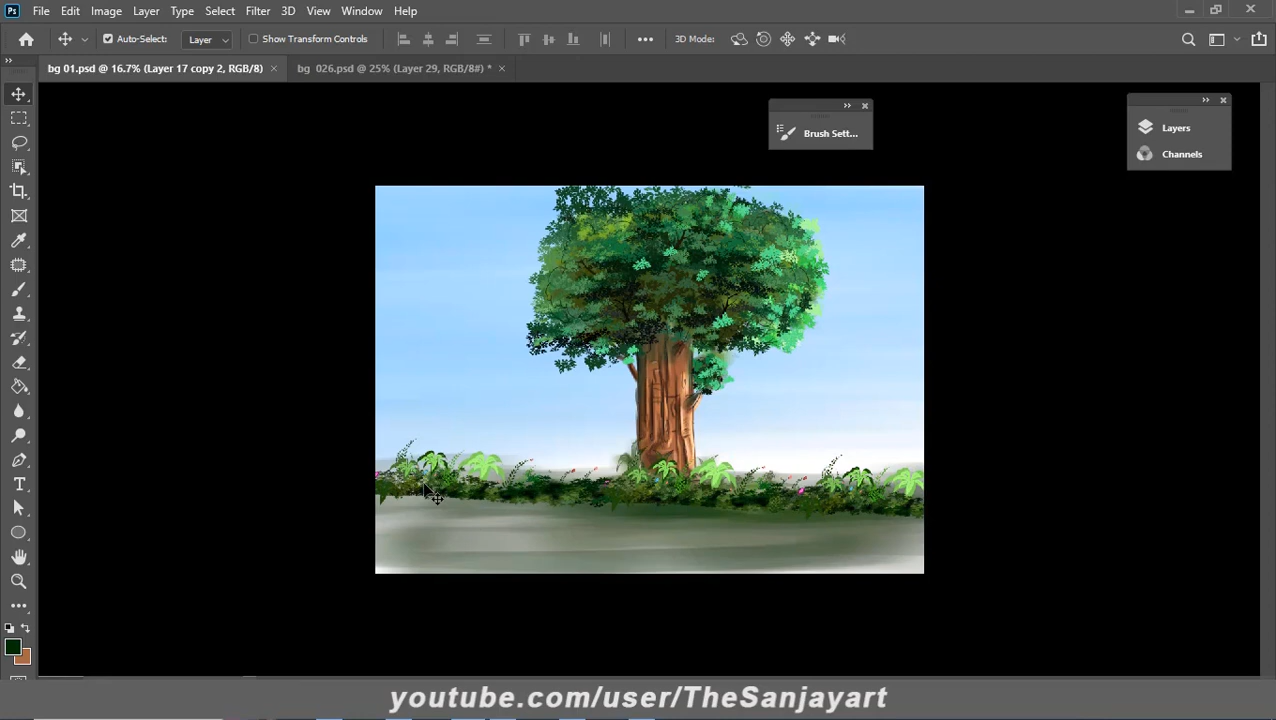 Ps File Edit Image Layer Type Select Filter 3D View Window Help
Auto-Select: Layer Show Transform Controls 3D Mode:
bg 01.psd @ 16.7% (Layer 17 copy 2, RGB/8) bg 026.psd @ 25% (Layer 29, RGB/8#) *
Brush Sett...
Layers
Channels
youtube.com/user/TheSanjayart